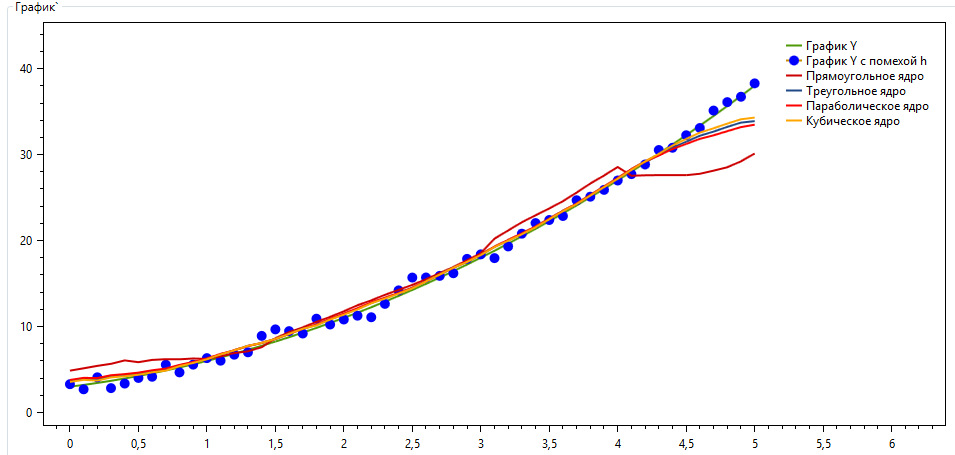 График`
График Y
График Y с помехой h
Прямоугольное ядро
Треугольное ядро
Параболическое ядро
Кубическое ядро
40
30
20
10
0
0 0,5 1 1,5 2 2,5 3 3,5 4 4,5 5 5,5 6